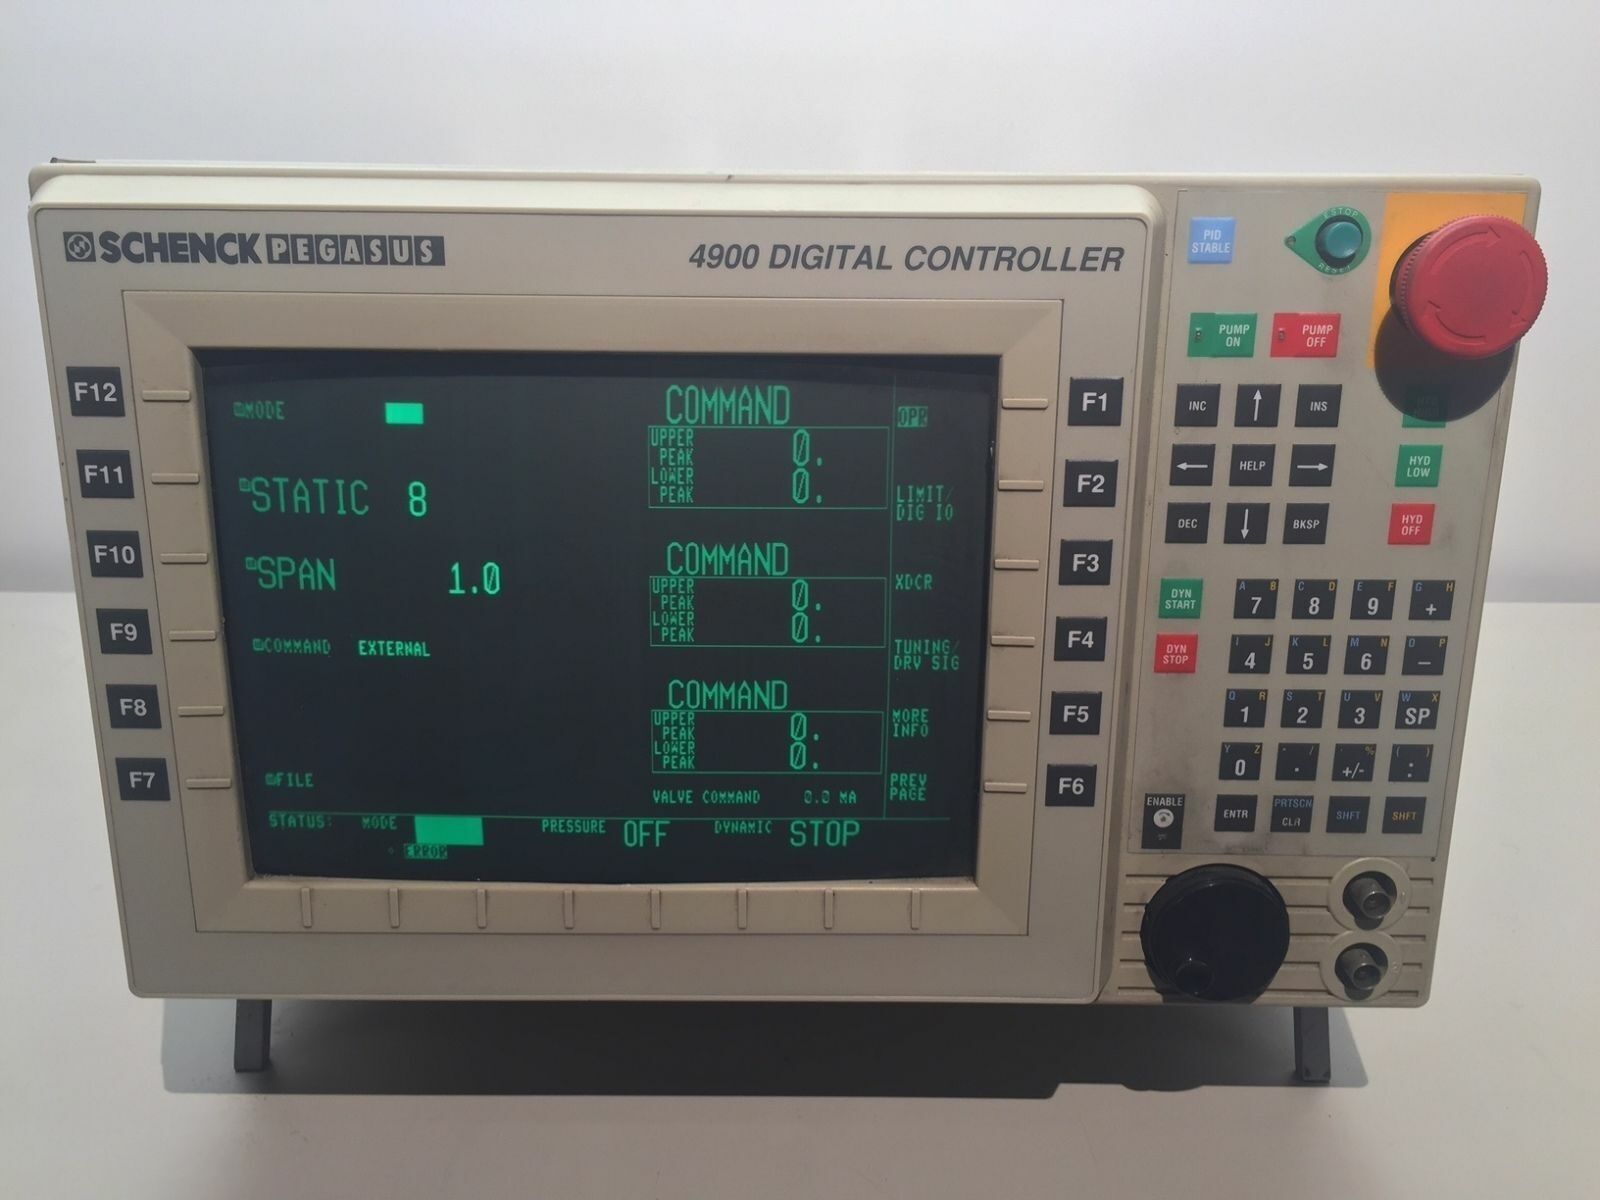 SCHENCK PEGASUS
4900 DIGITAL CONTROLLER
F12
F11
F10
F9
F8
F7
MODE
STATIC 8
SPAN 1.0
COMMAND EXTERNAL
FILE
COMMAND
UPPER PEAK 0.
LOWER PEAK 0.
COMMAND
UPPER PEAK 0.
LOWER PEAK 0.
COMMAND
UPPER PEAK 0.
LOWER PEAK 0.
VALVE COMMAND 0.0 MA
OPR
LIMIT/
DIG IO
XDCR
TUNING/
DRV SIG
MORE
INFO
PREV
PAGE
STATUS: MODE PRESSURE OFF DYNAMIC STOP
ERROR
F1
F2
F3
F4
F5
F6
PID
STABLE
ESTOP
RESET
PUMP
ON
PUMP
OFF
INC
INS
HELP
DEC
BKSP
HYD
LOW
HYD
OFF
DYN
START
DYN
STOP
A B C D E F G H
7 8 9 +
I J K L M N O P
4 5 6 –
Q R S T U V W X
1 2 3 SP
Y Z - / · % ( )
0 . +/- :
ENABLE
ENTR
PRTSCN
CLR
SHFT
SHFT